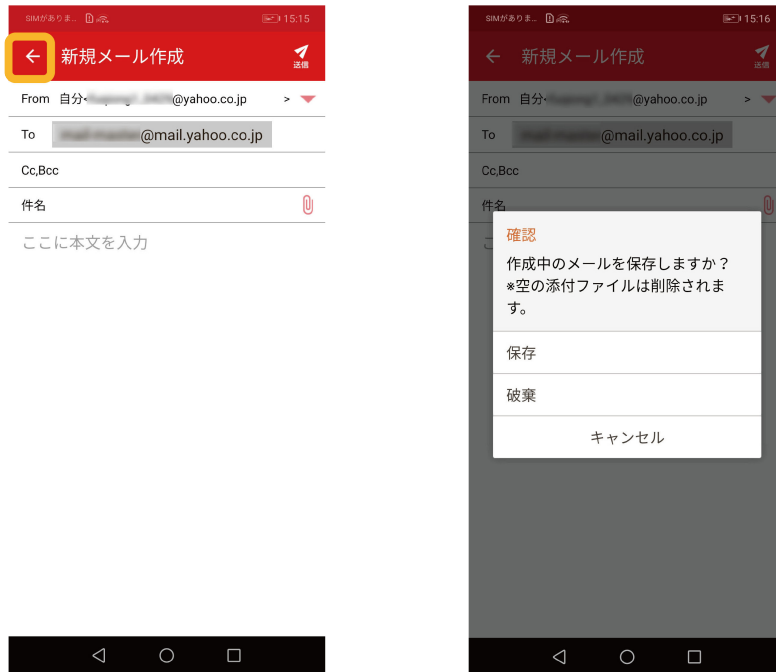 SIMがありま... 15:15
新規メール作成
送信
From 自分 @yahoo.co.jp >
To @mail.yahoo.co.jp
Cc,Bcc
件名
ここに本文を入力
SIMがありま... 15:16
新規メール作成
送信
From 自分 @yahoo.co.jp >
To @mail.yahoo.co.jp
Cc,Bcc
件名
確認
作成中のメールを保存しますか?
※空の添付ファイルは削除されま
す。
保存
破棄
キャンセル